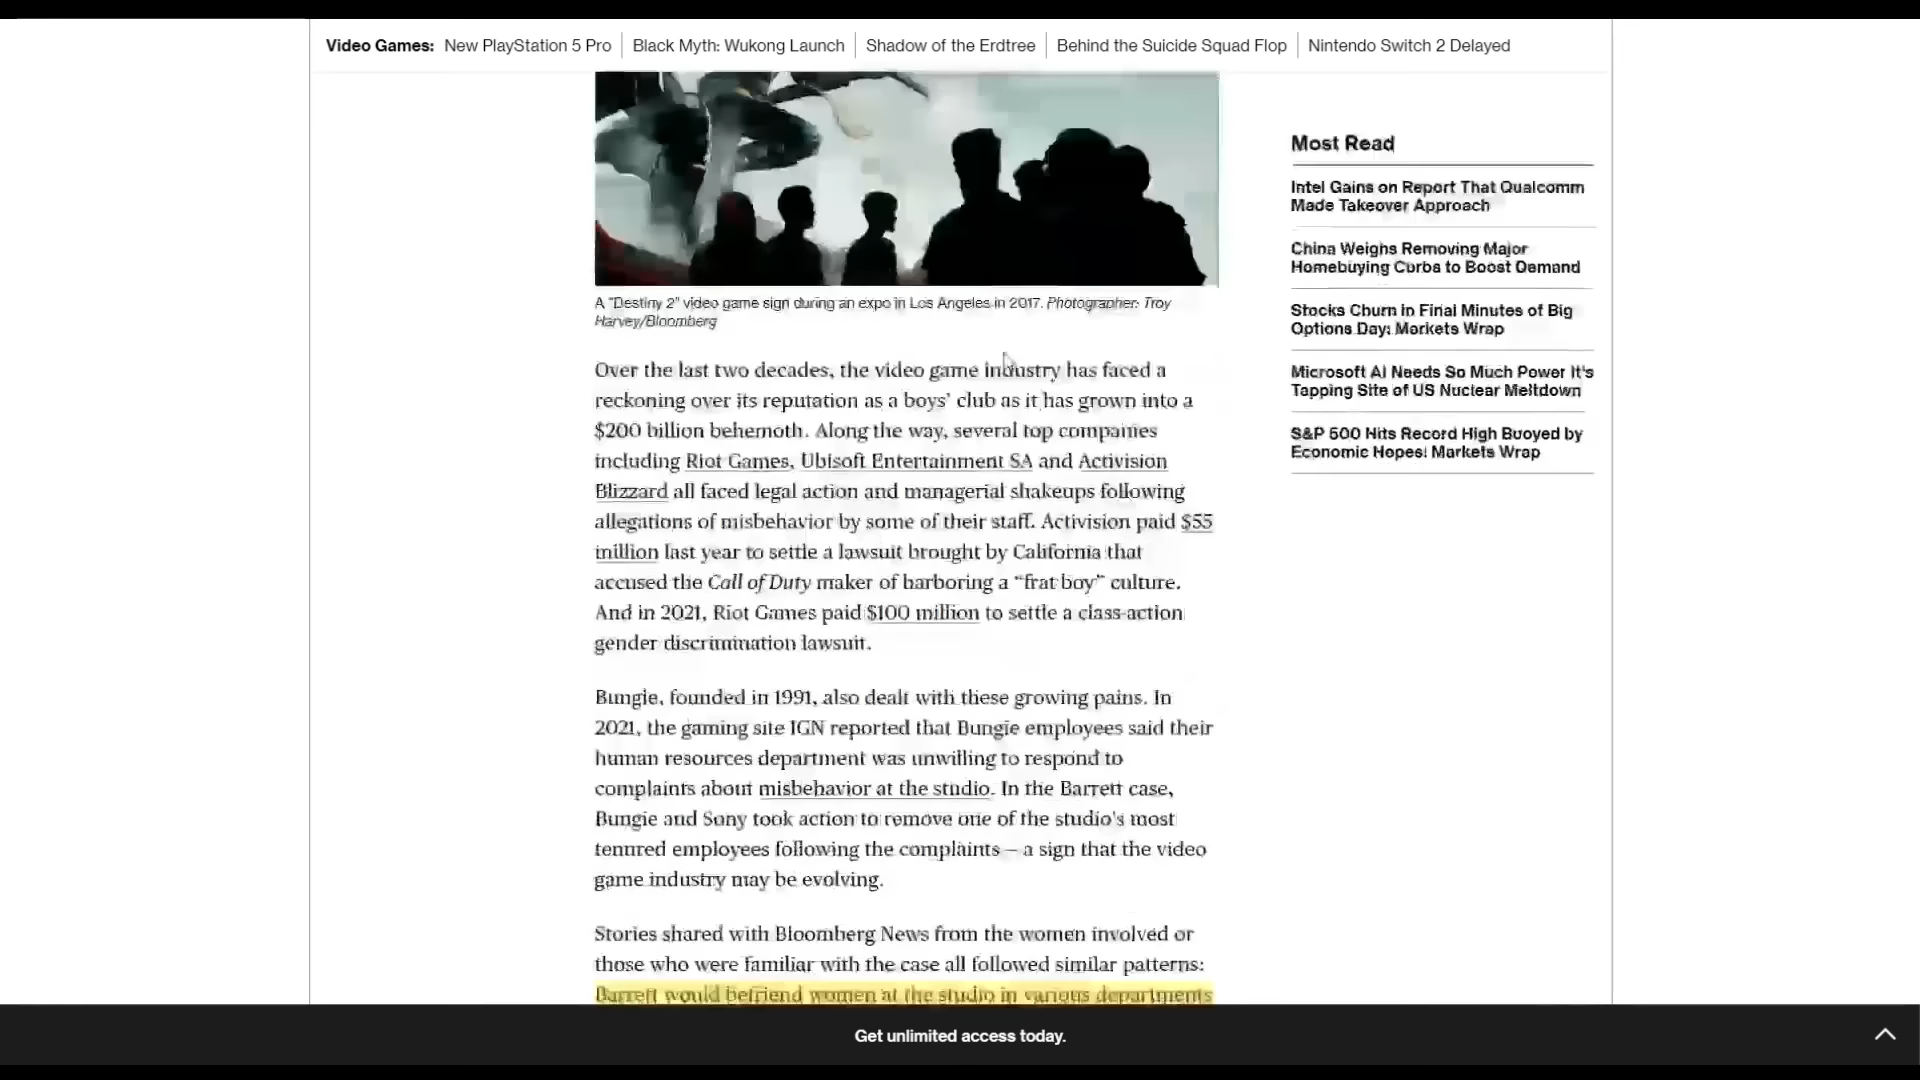 Video Games: New PlayStation 5 Pro Black Myth: Wukong Launch Shadow of the Erdtree Behind the Suicide Squad Flop Nintendo Switch 2 Delayed
A "Destiny 2" video game sign during an expo in Los Angeles in 2017. Photographer: Troy
Harvey/Bloomberg
Over the last two decades, the video game industry has faced a
reckoning over its reputation as a boys’ club as it has grown into a
$200 billion behemoth. Along the way, several top companies
including Riot Games, Ubisoft Entertainment SA and Activision
Blizzard all faced legal action and managerial shakeups following
allegations of misbehavior by some of their staff. Activision paid $55
million last year to settle a lawsuit brought by California that
accused the Call of Duty maker of harboring a “frat boy” culture.
And in 2021, Riot Games paid $100 million to settle a class-action
gender discrimination lawsuit.
Bungie, founded in 1991, also dealt with these growing pains. In
2021, the gaming site IGN reported that Bungie employees said their
human resources department was unwilling to respond to
complaints about misbehavior at the studio. In the Barrett case,
Bungie and Sony took action to remove one of the studio's most
tenured employees following the complaints — a sign that the video
game industry may be evolving.
Stories shared with Bloomberg News from the women involved or
those who were familiar with the case all followed similar patterns:
Barrett would befriend women at the studio in various departments
Most Read
Intel Gains on Report That Qualcomm
Made Takeover Approach
China Weighs Removing Major
Homebuying Curbs to Boost Demand
Stocks Churn in Final Minutes of Big
Options Day: Markets Wrap
Microsoft AI Needs So Much Power It's
Tapping Site of US Nuclear Meltdown
S&P 500 Hits Record High Buoyed by
Economic Hopes: Markets Wrap
Get unlimited access today.